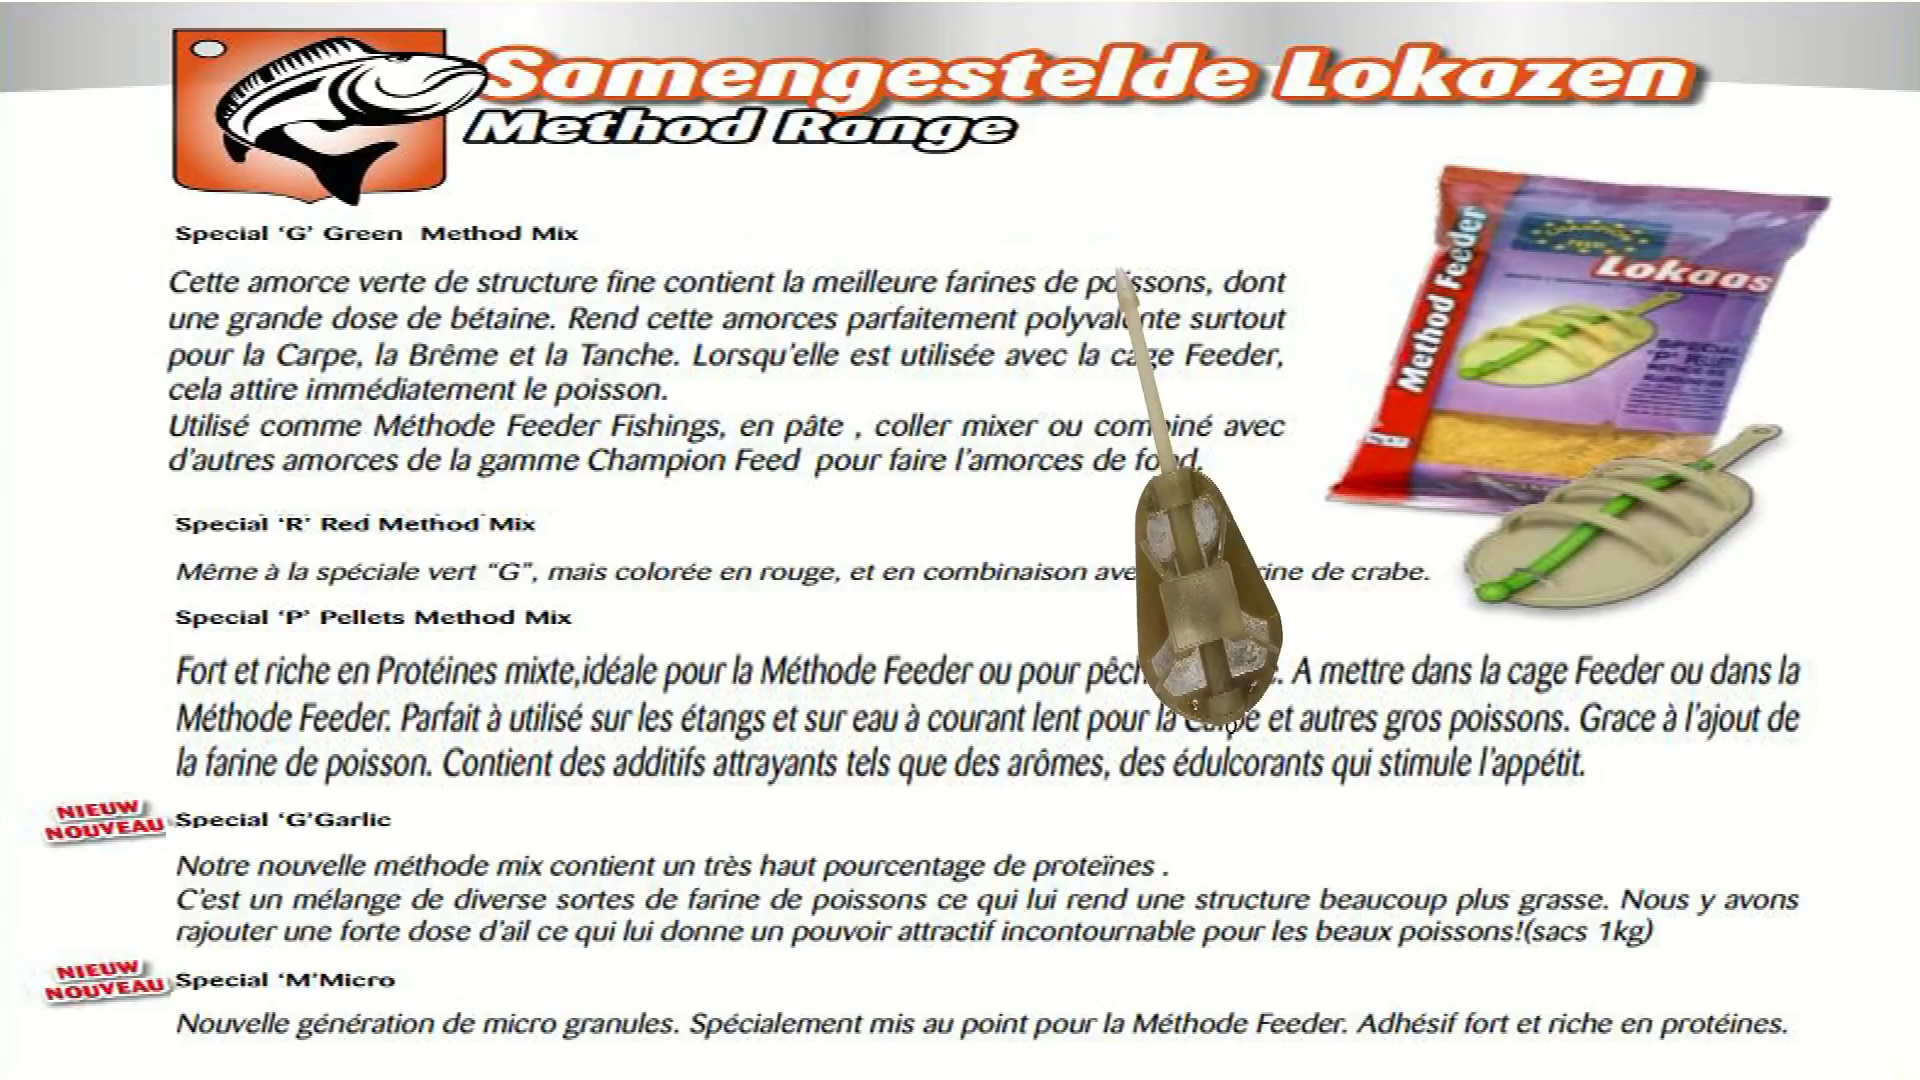 Samengestelde Lokazen
Method Range
Special ‘G’ Green Method Mix
Cette amorce verte de structure fine contient la meilleure farines de poissons, dont
une grande dose de bétaine. Rend cette amorces parfaitement polyvalente surtout
pour la Carpe, la Brême et la Tanche. Lorsqu’elle est utilisée avec la cage Feeder,
cela attire immédiatement le poisson.
Utilisé comme Méthode Feeder Fishings, en pâte , coller mixer ou combiné avec
d’autres amorces de la gamme Champion Feed pour faire l’amorces de fond.
Method Feeder
Lokaas
SPECIAL
Special ‘R’ Red Method Mix
Même à la spéciale vert “G”, mais colorée en rouge, et en combinaison de crabe.
Special ‘P’ Pellets Method Mix
Fort et riche en Protéines mixte,idéale pour la Méthode Feeder ou pour A mettre dans la cage Feeder ou dans la
Méthode Feeder. Parfait à utilisé sur les étangs et sur eau à courant lent pour la et autres gros poissons. Grace à l’ajout de
la farine de poisson. Contient des additifs attrayants tels que des arômes, des édulcorants qui stimule l’appétit.
NIEUW
NOUVEAU
Special ‘G’Garlic
Notre nouvelle méthode mix contient un très haut pourcentage de proteïnes .
C’est un mélange de diverse sortes de farine de poissons ce qui lui rend une structure beaucoup plus grasse. Nous y avons
rajouter une forte dose d’ail ce qui lui donne un pouvoir attractif incontournable pour les beaux poissons!(sacs 1kg)
NIEUW
NOUVEAU
Special ‘M’Micro
Nouvelle génération de micro granules. Spécialement mis au point pour la Méthode Feeder. Adhésif fort et riche en protéines.